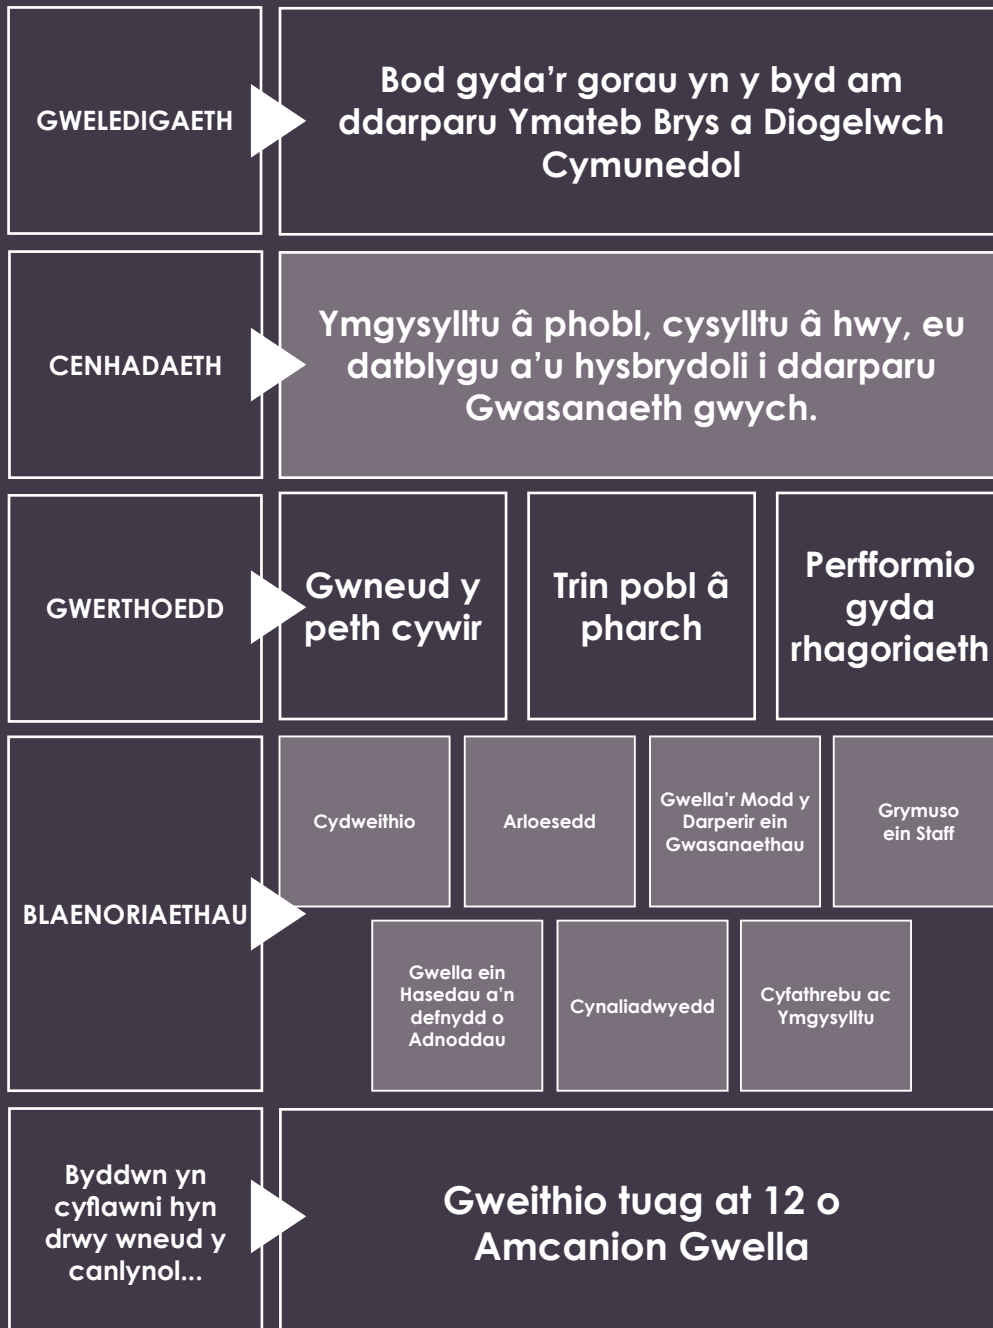 GWELEDIGAETH
Bod gyda’r gorau yn y byd am
ddarparu Ymateb Brys a Diogelwch
Cymunedol
CENHADAETH
Ymgysylltu â phobl, cysylltu â hwy, eu
datblygu a’u hysbrydoli i ddarparu
Gwasanaeth gwych.
GWERTHOEDD
Gwneud y
peth cywir
Trin pobl â
pharch
Perfformio
gyda
rhagoriaeth
BLAENORIAETHAU
Cydweithio
Arloesedd
Gwella’r Modd y
Darperir ein
Gwasanaethau
Grymuso
ein Staff
Gwella ein
Hasedau a’n
defnydd o
Adnoddau
Cynaliadwyedd
Cyfathrebu ac
Ymgysylltu
Byddwn yn
cyflawni hyn
drwy wneud y
canlynol...
Gweithio tuag at 12 o
Amcanion Gwella